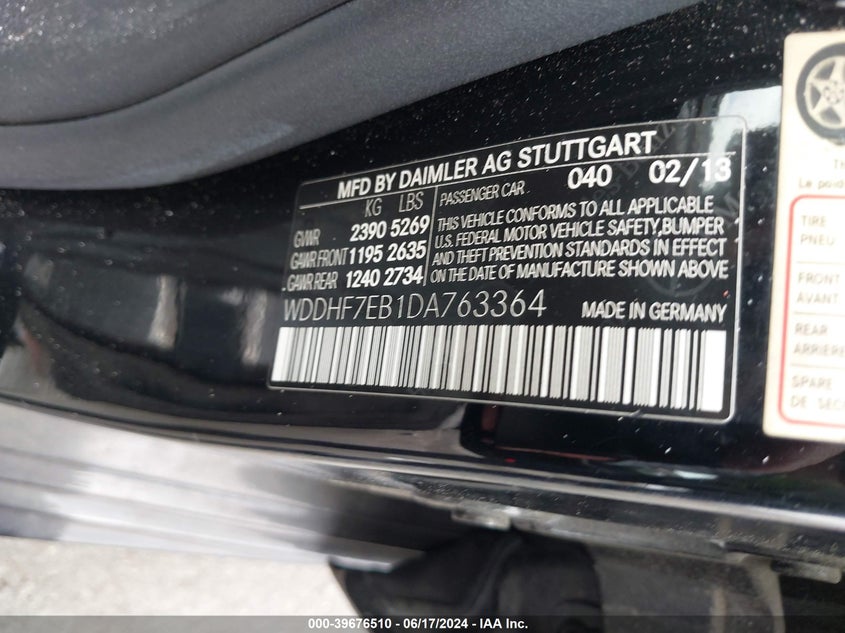 MFD BY DAIMLER AG STUTTGART
KG LBS
GVWR 2390 5269
GAWR FRONT 1195 2635
GAWR REAR 1240 2734
PASSENGER CAR 040 02/13
THIS VEHICLE CONFORMS TO ALL APPLICABLE
U.S. FEDERAL MOTOR VEHICLE SAFETY,BUMPER
AND THEFT PREVENTION STANDARDS IN EFFECT
ON THE DATE OF MANUFACTURE SHOWN ABOVE
WDDHF7EB1DA763364
MADE IN GERMANY
Le poid
TIRE
PNEU
FRONT
AVANT
REAR
ARRIERE
SPARE
DE SEC
000-39676510 - 06/17/2024 - IAA Inc.